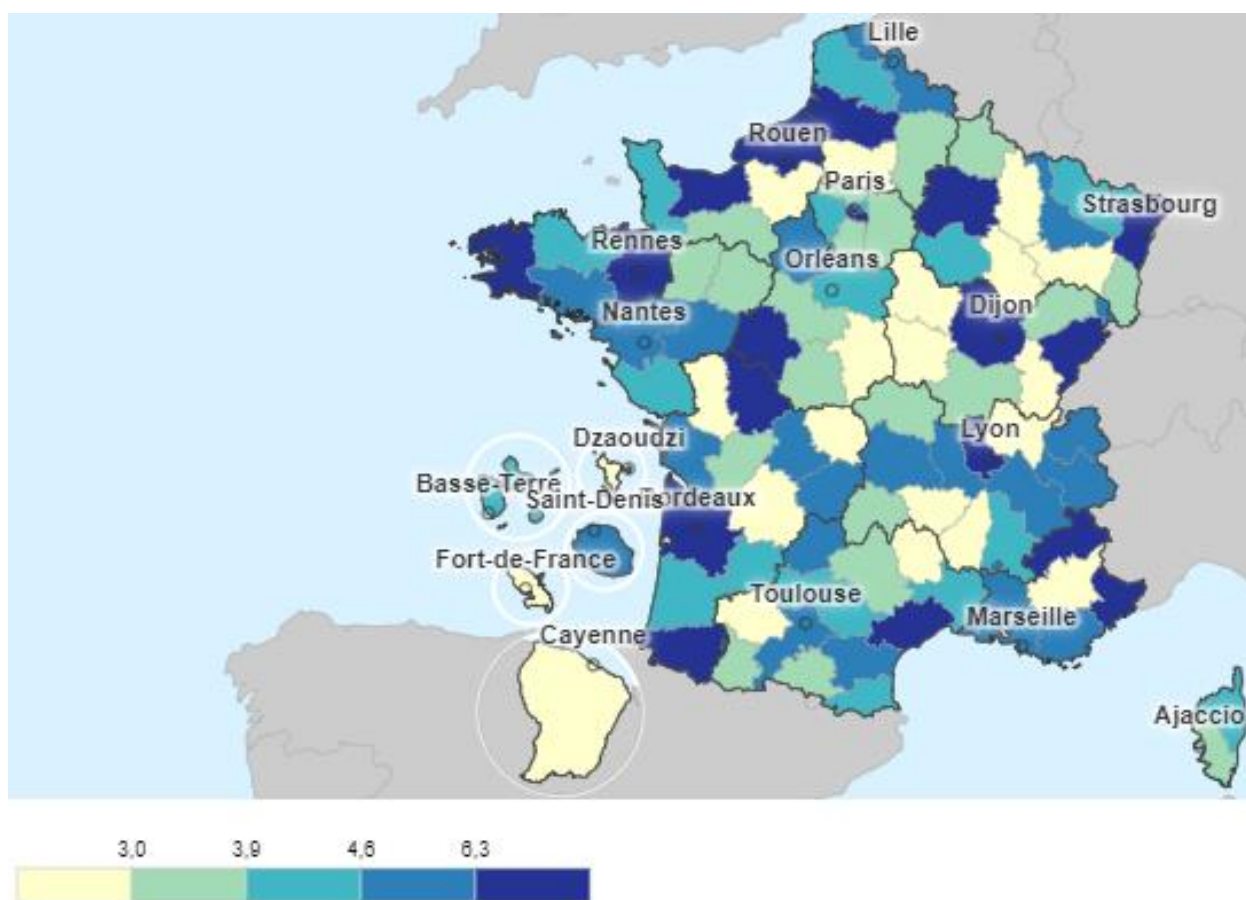 Lille
Rouen
Paris
Strasbourg
Rennes
Orléans
Nantes
Dijon
Dzaoudzi
Lyon
Basse-Terre
Saint-Denis
Bordeaux
Fort-de-France
Toulouse
Marseille
Cayenne
Ajaccio
3,0 3,9 4,6 6,3